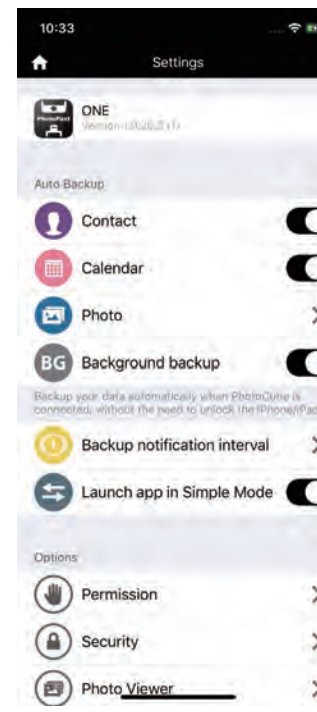 10:33
Settings
PhotoFast
ONE
Auto Backup
Contact
Calendar
Photo
BG
Background backup
Backup your data automatically when PhotoCube is
connected, without the need to unlock the iPhone/iPad
Backup notification interval
Launch app in Simple Mode
Options
Permission
Security
Photo Viewer